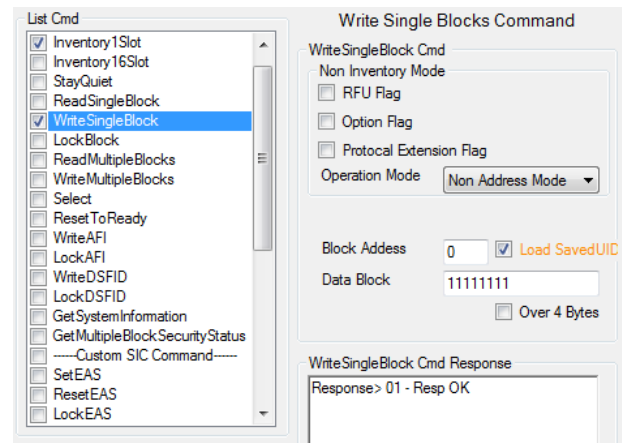 List Cmd
Inventory1Slot
Inventory16Slot
StayQuiet
ReadSingleBlock
WriteSingleBlock
LockBlock
ReadMultipleBlocks
WriteMultipleBlocks
Select
ResetToReady
WriteAFI
LockAFI
WriteDSFID
LockDSFID
GetSystemInformation
GetMultipleBlockSecurityStatus
------Custom SIC Command------
SetEAS
ResetEAS
LockEAS
Write Single Blocks Command
WriteSingleBlock Cmd
Non Inventory Mode
RFU Flag
Option Flag
Protocal Extension Flag
Operation Mode Non Address Mode
Block Addess 0 Load SavedUID
Data Block 11111111
Over 4 Bytes
WriteSingleBlock Cmd Response
Response> 01 - Resp OK